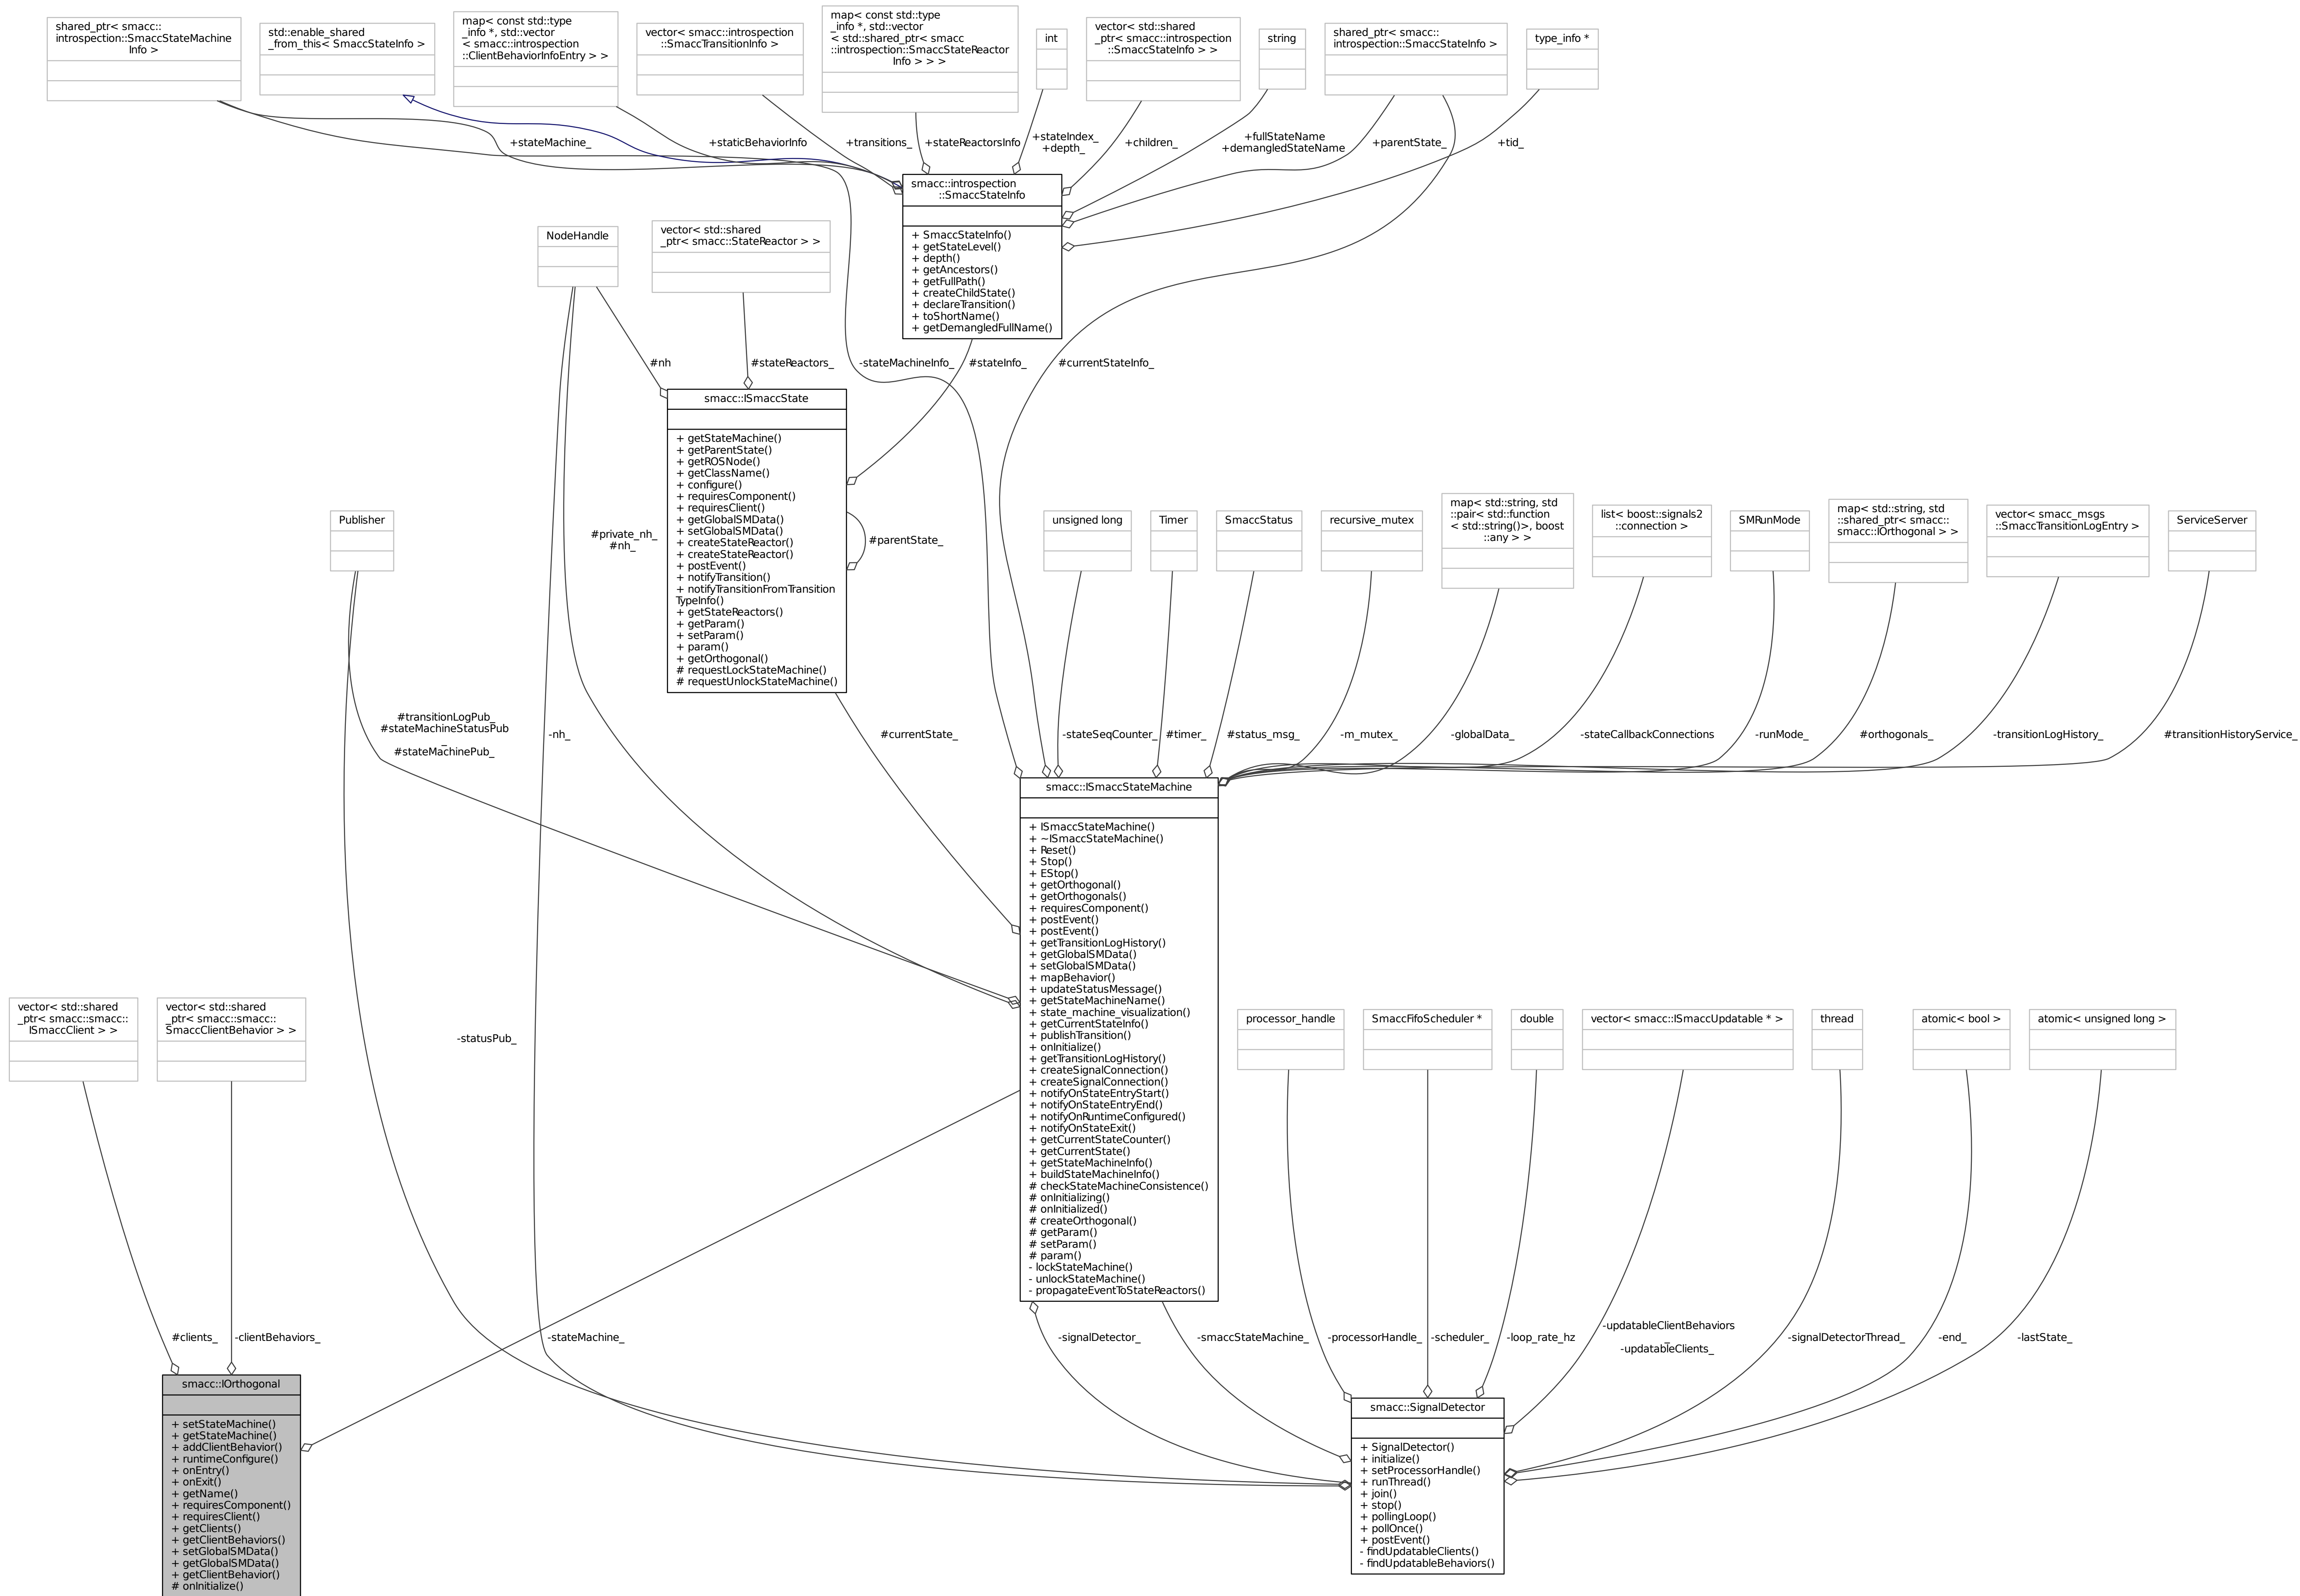 shared_ptr< smacc::
introspection::SmaccStateMachine
Info >
std::enable_shared
_from_this< SmaccStateInfo >
map< const std::type
_info *, std::vector
< smacc::introspection
::ClientBehaviorInfoEntry > >
vector< smacc::introspection
::SmaccTransitionInfo >
map< const std::type
_info *, std::vector
< std::shared_ptr< smacc
::introspection::SmaccStateReactor
Info > > >
int
vector< std::shared
_ptr< smacc::introspection
::SmaccStateInfo > >
string
shared_ptr< smacc::
introspection::SmaccStateInfo >
type_info *
+stateMachine_
+staticBehaviorInfo
+transitions_
+stateReactorsInfo
+stateIndex_
+depth_
+children_
+fullStateName
+demangledStateName
+parentState_
+tid_
smacc::introspection
::SmaccStateInfo
+ SmaccStateInfo()
+ getStateLevel()
+ depth()
+ getAncestors()
+ getFullPath()
+ createChildState()
+ declareTransition()
+ toShortName()
+ getDemangledFullName()
NodeHandle
vector< std::shared
_ptr< smacc::StateReactor > >
#nh
#stateReactors_
-stateMachineInfo_
#stateInfo_
#currentStateInfo_
smacc::ISmaccState
+ getStateMachine()
+ getParentState()
+ getROSNode()
+ getClassName()
+ configure()
+ requiresComponent()
+ requiresClient()
+ getGlobalSMData()
+ setGlobalSMData()
+ createStateReactor()
+ createStateReactor()
+ postEvent()
+ notifyTransition()
+ notifyTransitionFromTransition
TypeInfo()
+ getStateReactors()
+ getParam()
+ setParam()
+ param()
+ getOrthogonal()
# requestLockStateMachine()
# requestUnlockStateMachine()
#parentState_
#private_nh_
#nh_
Publisher
unsigned long
Timer
SmaccStatus
recursive_mutex
map< std::string, std
::pair< std::function
< std::string()>, boost
::any > >
list< boost::signals2
::connection >
SMRunMode
map< std::string, std
::shared_ptr< smacc::
smacc::IOrthogonal > >
vector< smacc_msgs
::SmaccTransitionLogEntry >
ServiceServer
#transitionLogPub_
#stateMachineStatusPub
_
#stateMachinePub_
-nh_
#currentState_
-stateSeqCounter_
#timer_
#status_msg_
-m_mutex_
-globalData_
-stateCallbackConnections
-runMode_
#orthogonals_
-transitionLogHistory_
#transitionHistoryService_
smacc::ISmaccStateMachine
+ ISmaccStateMachine()
+ ~ISmaccStateMachine()
+ Reset()
+ Stop()
+ EStop()
+ getOrthogonal()
+ getOrthogonals()
+ requiresComponent()
+ postEvent()
+ postEvent()
+ getTransitionLogHistory()
+ getGlobalSMData()
+ setGlobalSMData()
+ mapBehavior()
+ updateStatusMessage()
+ getStateMachineName()
+ state_machine_visualization()
+ getCurrentStateInfo()
+ publishTransition()
+ onInitialize()
+ getTransitionLogHistory()
+ createSignalConnection()
+ createSignalConnection()
+ notifyOnStateEntryStart()
+ notifyOnStateEntryEnd()
+ notifyOnRuntimeConfigured()
+ notifyOnStateExit()
+ getCurrentStateCounter()
+ getCurrentState()
+ getStateMachineInfo()
+ buildStateMachineInfo()
# checkStateMachineConsistence()
# onInitializing()
# onInitialized()
# createOrthogonal()
# getParam()
# setParam()
# param()
- lockStateMachine()
- unlockStateMachine()
- propagateEventToStateReactors()
vector< std::shared
_ptr< smacc::smacc::
ISmaccClient > >
vector< std::shared
_ptr< smacc::smacc::
SmaccClientBehavior > >
-statusPub_
processor_handle
SmaccFifoScheduler *
double
vector< smacc::ISmaccUpdatable * >
thread
atomic< bool >
atomic< unsigned long >
#clients_
-clientBehaviors_
-stateMachine_
-signalDetector_
-smaccStateMachine_
-processorHandle_
-scheduler_
-loop_rate_hz
-updatableClientBehaviors
_
-updatableClients_
-signalDetectorThread_
-end_
-lastState_
smacc::IOrthogonal
+ setStateMachine()
+ getStateMachine()
+ addClientBehavior()
+ runtimeConfigure()
+ onEntry()
+ onExit()
+ getName()
+ requiresComponent()
+ requiresClient()
+ getClients()
+ getClientBehaviors()
+ setGlobalSMData()
+ getGlobalSMData()
+ getClientBehavior()
# onInitialize()
smacc::SignalDetector
+ SignalDetector()
+ initialize()
+ setProcessorHandle()
+ runThread()
+ join()
+ stop()
+ pollingLoop()
+ pollOnce()
+ postEvent()
- findUpdatableClients()
- findUpdatableBehaviors()